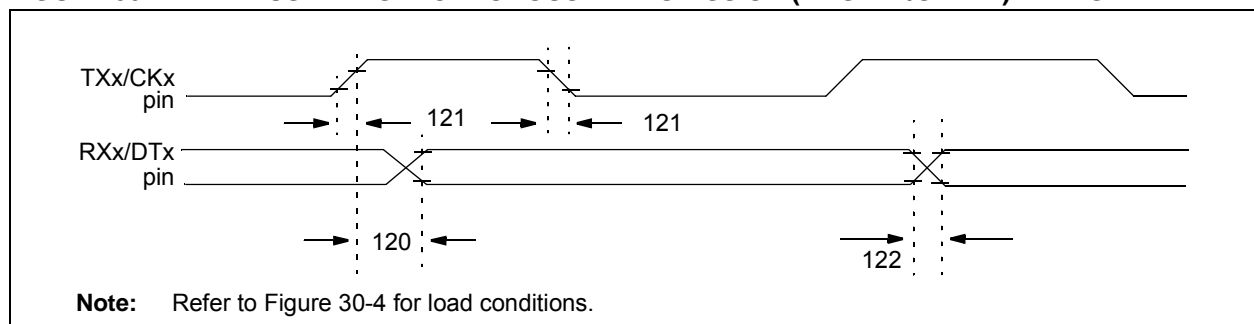 TXx/CKx
pin
121
121
RXx/DTx
pin
120
122
Note: Refer to Figure 30-4 for load conditions.